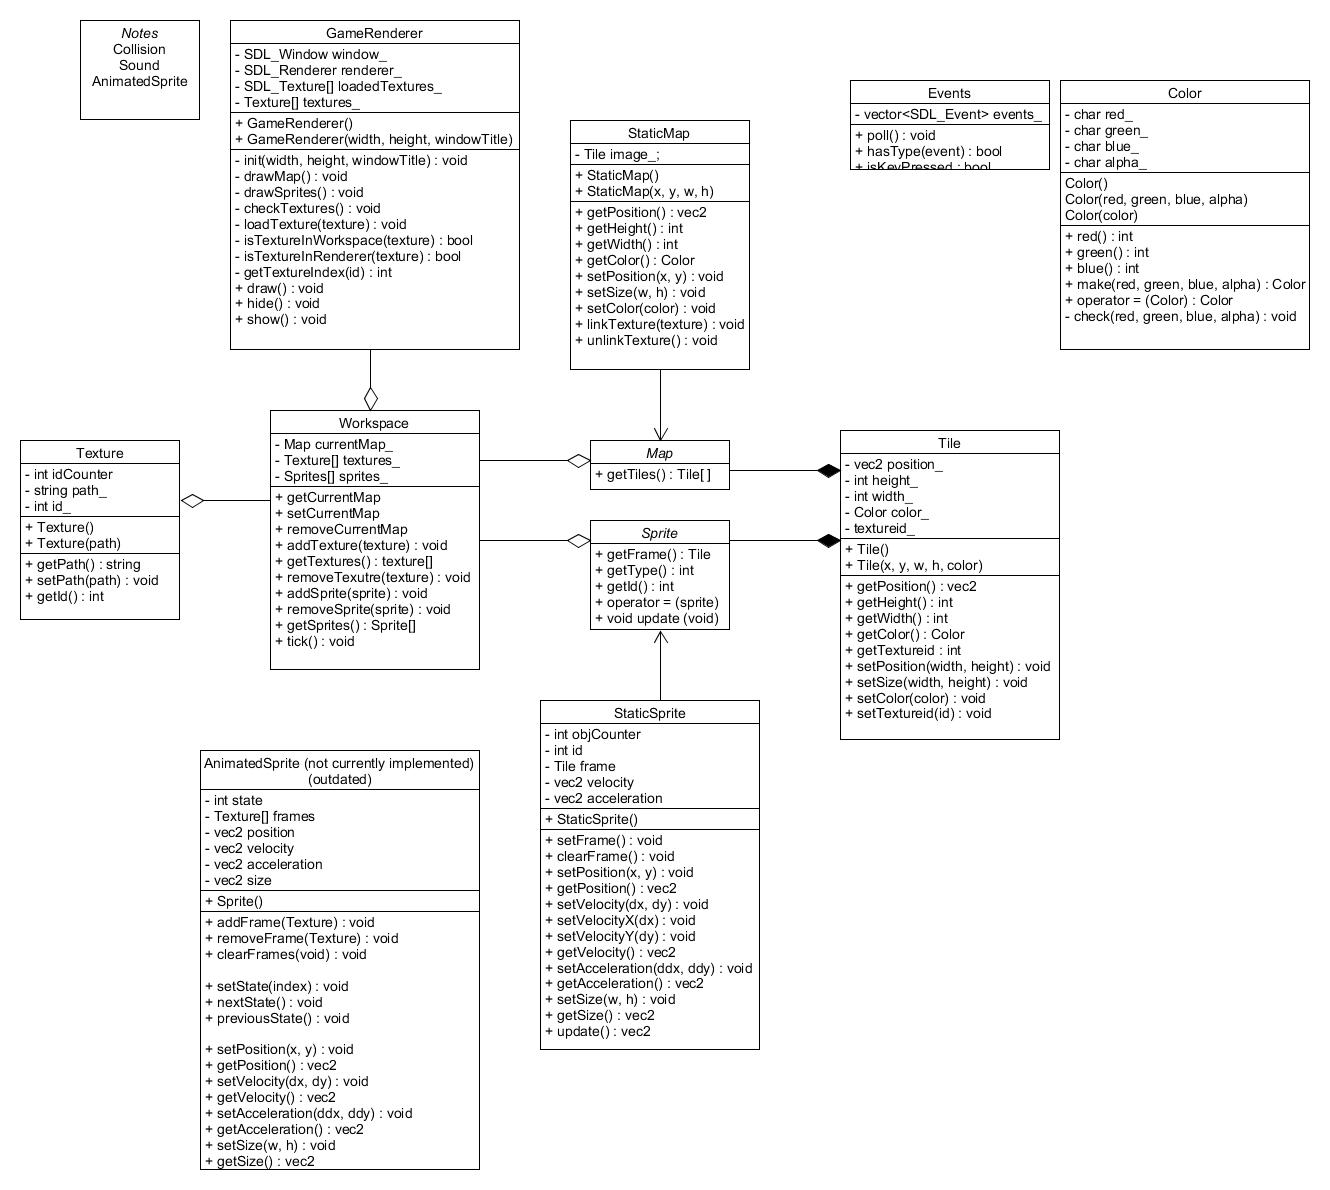 Notes
Collision
Sound
AnimatedSprite
GameRenderer
- SDL_Window window_
- SDL_Renderer renderer_
- SDL_Texture[] loadedTextures_
- Texture[] textures_
+ GameRenderer()
+ GameRenderer(width, height, windowTitle)
- init(width, height, windowTitle) : void
- drawMap() : void
- drawSprites() : void
- checkTextures() : void
- loadTexture(texture) : void
- isTextureInWorkspace(texture) : bool
- isTextureInRenderer(texture) : bool
- getTextureIndex(id) : int
+ draw() : void
+ hide() : void
+ show() : void
StaticMap
- Tile image_;
+ StaticMap()
+ StaticMap(x, y, w, h)
+ getPosition() : vec2
+ getHeight() : int
+ getWidth() : int
+ getColor() : Color
+ setPosition(x, y) : void
+ setSize(w, h) : void
+ setColor(color) : void
+ linkTexture(texture) : void
+ unlinkTexture() : void
Events
- vector<SDL_Event> events_
+ poll() : void
+ hasType(event) : bool
+ isKeyPressed : bool
Color
- char red_
- char green_
- char blue_
- char alpha_
Color()
Color(red, green, blue, alpha)
Color(color)
+ red() : int
+ green() : int
+ blue() : int
+ make(red, green, blue, alpha) : Color
+ operator = (Color) : Color
- check(red, green, blue, alpha) : void
Texture
- int idCounter
- string path_
- int id_
+ Texture()
+ Texture(path)
+ getPath() : string
+ setPath(path) : void
+ getId() : int
Workspace
- Map currentMap_
- Texture[] textures_
- Sprites[] sprites_
+ getCurrentMap
+ setCurrentMap
+ removeCurrentMap
+ addTexture(texture) : void
+ getTextures() : texture[]
+ removeTexutre(texture) : void
+ addSprite(sprite) : void
+ removeSprite(sprite) : void
+ getSprites() : Sprite[]
+ tick() : void
Map
+ getTiles() : Tile[ ]
Sprite
+ getFrame() : Tile
+ getType() : int
+ getId() : int
+ operator = (sprite)
+ void update (void)
Tile
- vec2 position_
- int height_
- int width_
- Color color_
- textureid_
+ Tile()
+ Tile(x, y, w, h, color)
+ getPosition() : vec2
+ getHeight() : int
+ getWidth() : int
+ getColor() : Color
+ getTextureid : int
+ setPosition(width, height) : void
+ setSize(width, height) : void
+ setColor(color) : void
+ setTextureid(id) : void
StaticSprite
- int objCounter
- int id
- Tile frame
- vec2 velocity
- vec2 acceleration
+ StaticSprite()
+ setFrame() : void
+ clearFrame() : void
+ setPosition(x, y) : void
+ getPosition() : vec2
+ setVelocity(dx, dy) : void
+ setVelocityX(dx) : void
+ setVelocityY(dy) : void
+ getVelocity() : vec2
+ setAcceleration(ddx, ddy) : void
+ getAcceleration() : vec2
+ setSize(w, h) : void
+ getSize() : vec2
+ update() : vec2
AnimatedSprite (not currently implemented)
(outdated)
- int state
- Texture[] frames
- vec2 position
- vec2 velocity
- vec2 acceleration
- vec2 size
+ Sprite()
+ addFrame(Texture) : void
+ removeFrame(Texture) : void
+ clearFrames(void) : void
+ setState(index) : void
+ nextState() : void
+ previousState() : void
+ setPosition(x, y) : void
+ getPosition() : vec2
+ setVelocity(dx, dy) : void
+ getVelocity() : vec2
+ setAcceleration(ddx, ddy) : void
+ getAcceleration() : vec2
+ setSize(w, h) : void
+ getSize() : vec2